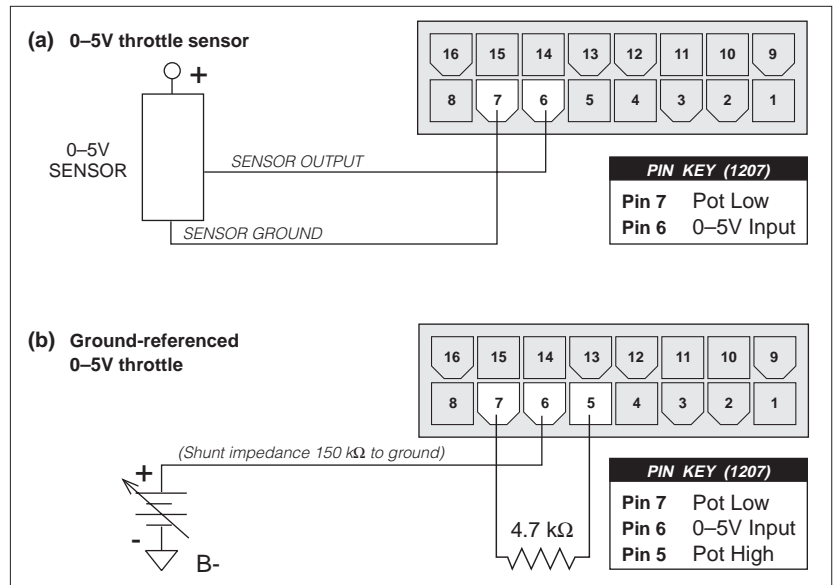 (a) 0–5V throttle sensor
16 15 14 13 12 11 10 9
8 7 6 5 4 3 2 1
+
0–5V
SENSOR
SENSOR OUTPUT
SENSOR GROUND
PIN KEY (1207)
Pin 7 Pot Low
Pin 6 0–5V Input
(b) Ground-referenced
0–5V throttle
16 15 14 13 12 11 10 9
8 7 6 5 4 3 2 1
(Shunt impedance 150 kΩ to ground)
+
-
B-
4.7 kΩ
PIN KEY (1207)
Pin 7 Pot Low
Pin 6 0–5V Input
Pin 5 Pot High